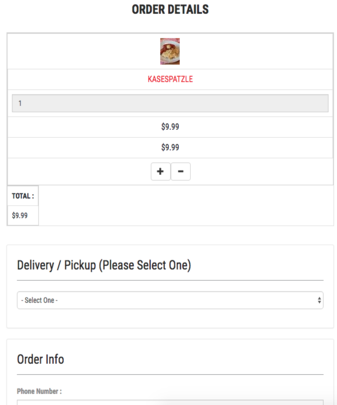 ORDER DETAILS
KASESPATZLE
1
$9.99
$9.99
TOTAL :
$9.99
Delivery / Pickup (Please Select One)
- Select One -
Order Info
Phone Number :